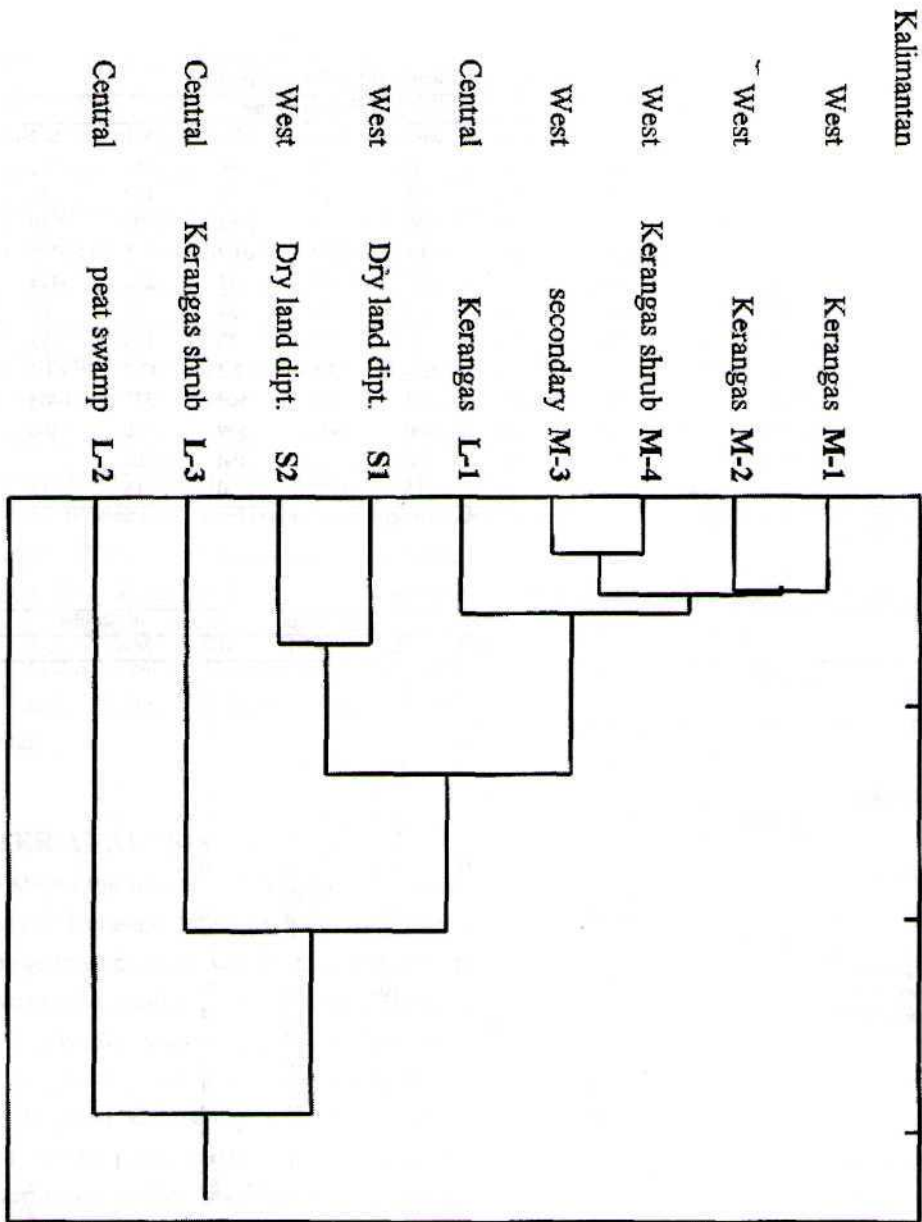 Kalimantan
West Kerangas M-1
West Kerangas M-2
West Kerangas shrub M-4
West secondary M-3
Central Kerangas L-1
West Dry land dipt. S1
West Dry land dipt. S2
Central Kerangas shrub L-3
Central peat swamp L-2